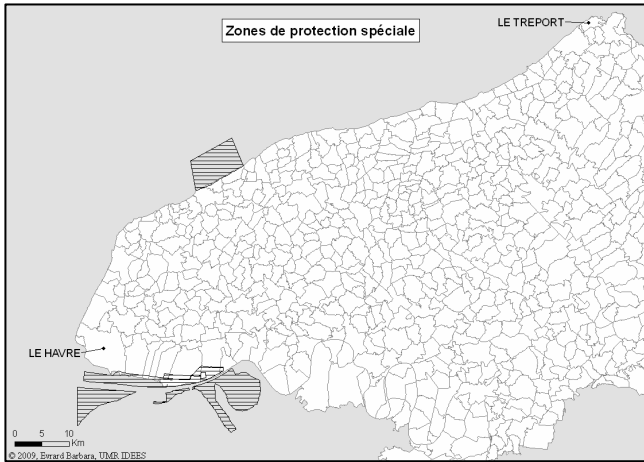 Zones de protection spéciale
LE TREPORT
LE HAVRE
0 5 10
Km
© 2009, Evrard Barbara, UMR IDEES